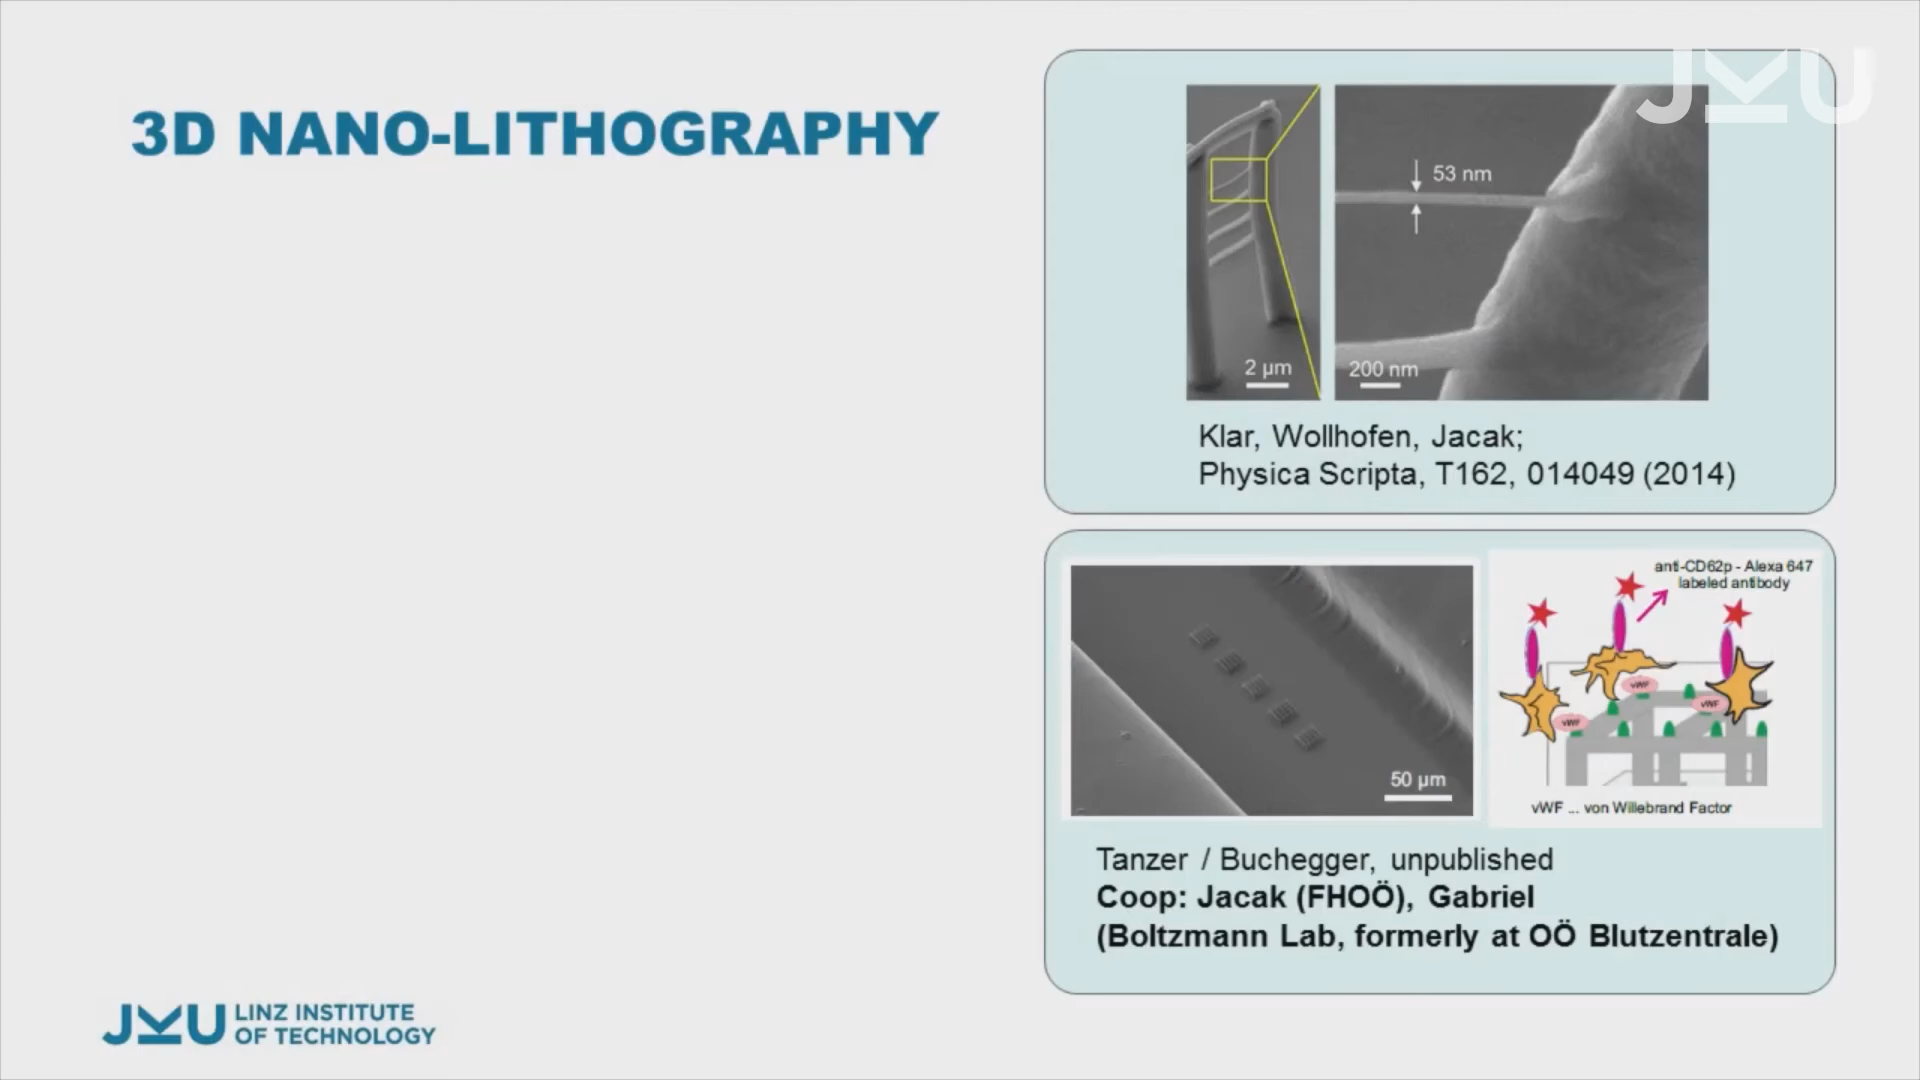 JKU
3D NANO-LITHOGRAPHY
53 nm
2 µm
200 nm
Klar, Wollhofen, Jacak;
Physica Scripta, T162, 014049 (2014)
anti-CD62p - Alexa 647
labeled antibody
vWF
vWF
vWF
50 µm
vWF ... von Willebrand Factor
Tanzer / Buchegger, unpublished
Coop: Jacak (FHOÖ), Gabriel
(Boltzmann Lab, formerly at OÖ Blutzentrale)
JKU LINZ INSTITUTE
OF TECHNOLOGY